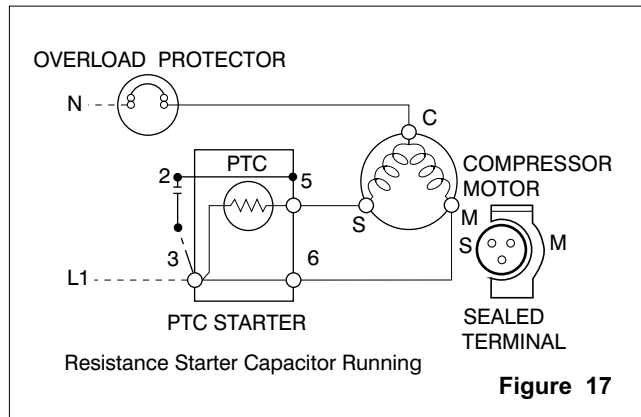 OVERLOAD PROTECTOR
N
C
PTC
2
5
COMPRESSOR
MOTOR
S
M
S
M
3
6
L1
PTC STARTER
SEALED
TERMINAL
Resistance Starter Capacitor Running
Figure 17